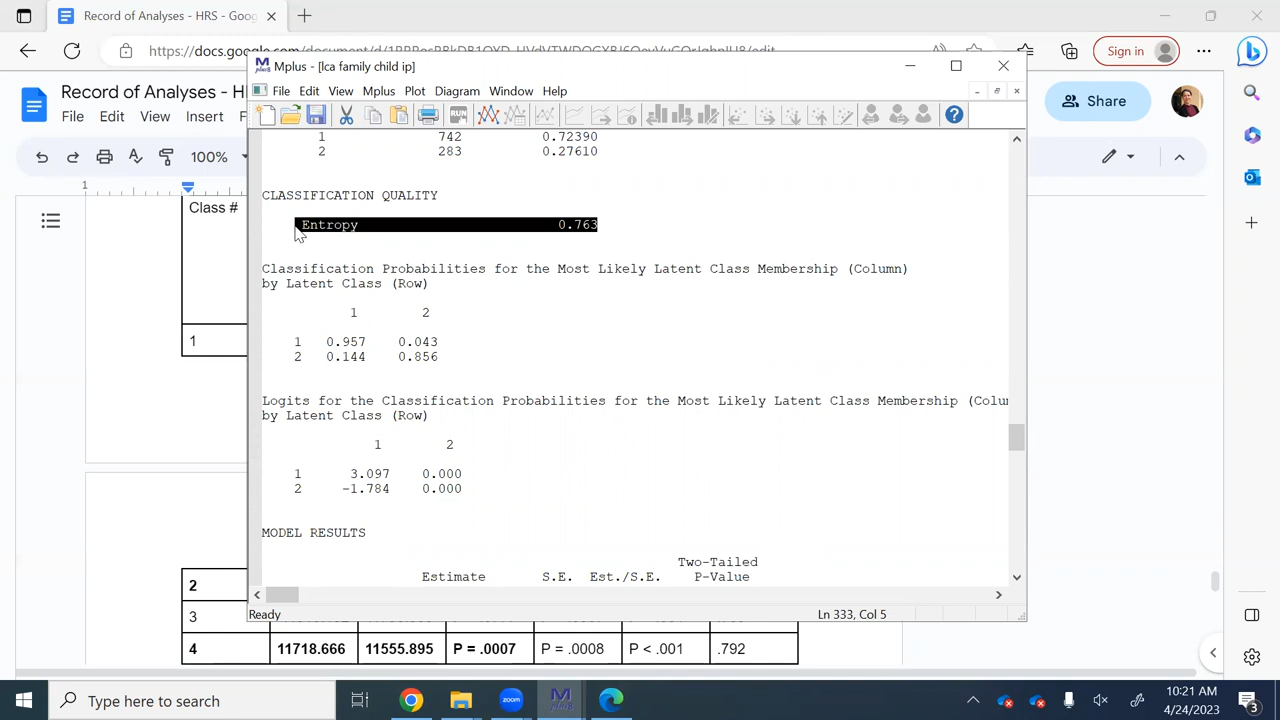 Record of Analyses - HRS - Goo
Sign in
Record of Analyses - H
File Edit View Insert
Share
100%
1
Mplus - [lca family child ip]
File Edit View Mplus Plot Diagram Window Help
RUN
1 742 0.72390
2 283 0.27610
CLASSIFICATION QUALITY
Entropy 0.763
Classification Probabilities for the Most Likely Latent Class Membership (Column)
by Latent Class (Row)
1 2
1 0.957 0.043
2 0.144 0.856
Logits for the Classification Probabilities for the Most Likely Latent Class Membership (Colu
by Latent Class (Row)
1 2
1 3.097 0.000
2 -1.784 0.000
MODEL RESULTS
Two-Tailed
Estimate S.E. Est./S.E. P-Value
Ready Ln 333, Col 5
Class #
1
2
3
4 11718.666 11555.895 P = .0007 P = .0008 P < .001 .792
Type here to search
zoom
10:21 AM
4/24/2023
3